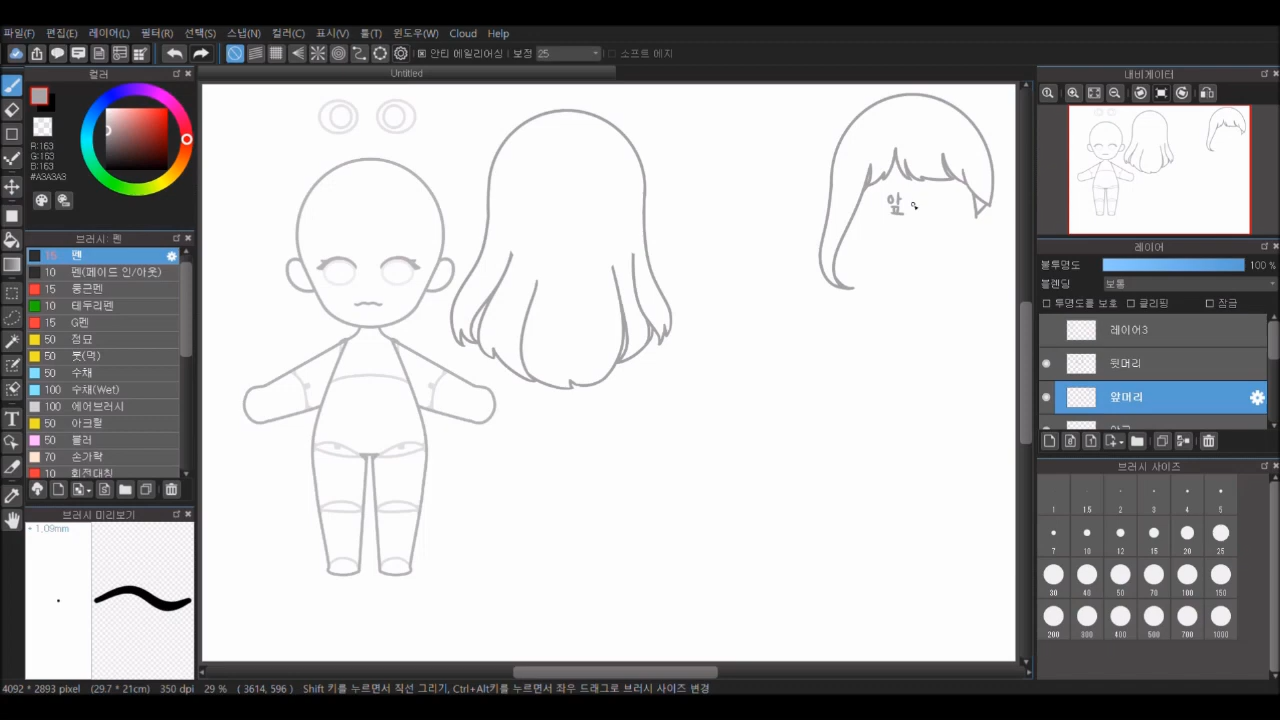 파일(F) 편집(E) 레이어(L) 필터(R) 선택(S) 스냅(N) 컬러(C) 표시(V) 툴(T) 윈도우(W) Cloud Help
안티 에일리어싱 보정 25 소프트 에지
컬러 Untitled 내비게이터
R:163
G:163
B:163
#A3A3A3
브러시: 펜
15 펜
10 펜(페이드 인/아웃)
15 둥근펜
10 테두리펜
15 G펜
50 점묘
50 붓(먹)
50 수채
100 수채(Wet)
100 에어브러시
50 아크릴
50 블러
70 손가락
10 회전대칭
브러시 미리보기
+ 1.09mm
앞
레이어
불투명도 100 %
블렌딩 보통
투명도를 보호 클리핑 잠금
레이어3
뒷머리
앞머리
브러시 사이즈
1 1.5 2 3 4 5
7 10 12 15 20 25
30 40 50 70 100 150
200 300 400 500 700 1000
4092 * 2893 pixel (29.7 * 21cm) 350 dpi 29 % ( 3614, 596 ) Shift 키를 누르면서 직선 그리기, Ctrl+Alt키를 누르면서 좌우 드래그로 브러시 사이즈 변경